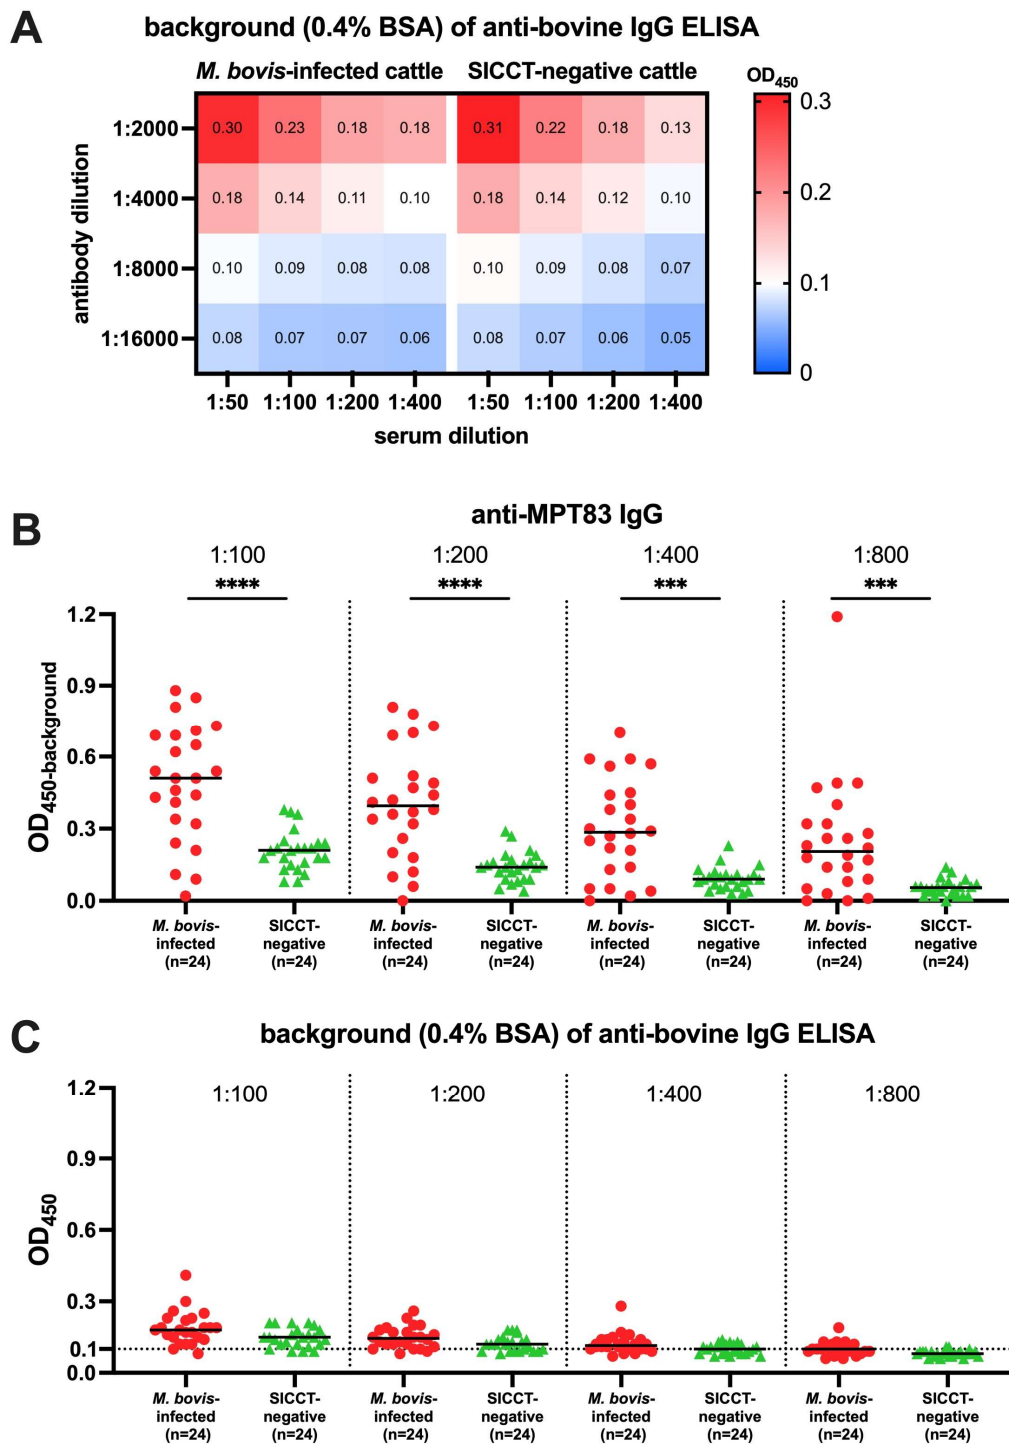 A
background (0.4% BSA) of anti-bovine IgG ELISA
M. bovis-infected cattle SICCT-negative cattle
OD450
antibody dilution
1:2000 0.30 0.23 0.18 0.18 0.31 0.22 0.18 0.13
1:4000 0.18 0.14 0.11 0.10 0.18 0.14 0.12 0.10
1:8000 0.10 0.09 0.08 0.08 0.10 0.09 0.08 0.07
1:16000 0.08 0.07 0.07 0.06 0.08 0.07 0.06 0.05
1:50 1:100 1:200 1:400 1:50 1:100 1:200 1:400
serum dilution
0.3
0.2
0.1
0
B
anti-MPT83 IgG
1:100 1:200 1:400 1:800
**** **** *** ***
OD450-background
1.2
0.9
0.6
0.3
0.0
M. bovis- SICCT- M. bovis- SICCT- M. bovis- SICCT- M. bovis- SICCT-
infected negative infected negative infected negative infected negative
(n=24) (n=24) (n=24) (n=24) (n=24) (n=24) (n=24) (n=24)
C
background (0.4% BSA) of anti-bovine IgG ELISA
1:100 1:200 1:400 1:800
OD450
1.2
0.9
0.6
0.3
0.1
0.0
M. bovis- SICCT- M. bovis- SICCT- M. bovis- SICCT- M. bovis- SICCT-
infected negative infected negative infected negative infected negative
(n=24) (n=24) (n=24) (n=24) (n=24) (n=24) (n=24) (n=24)